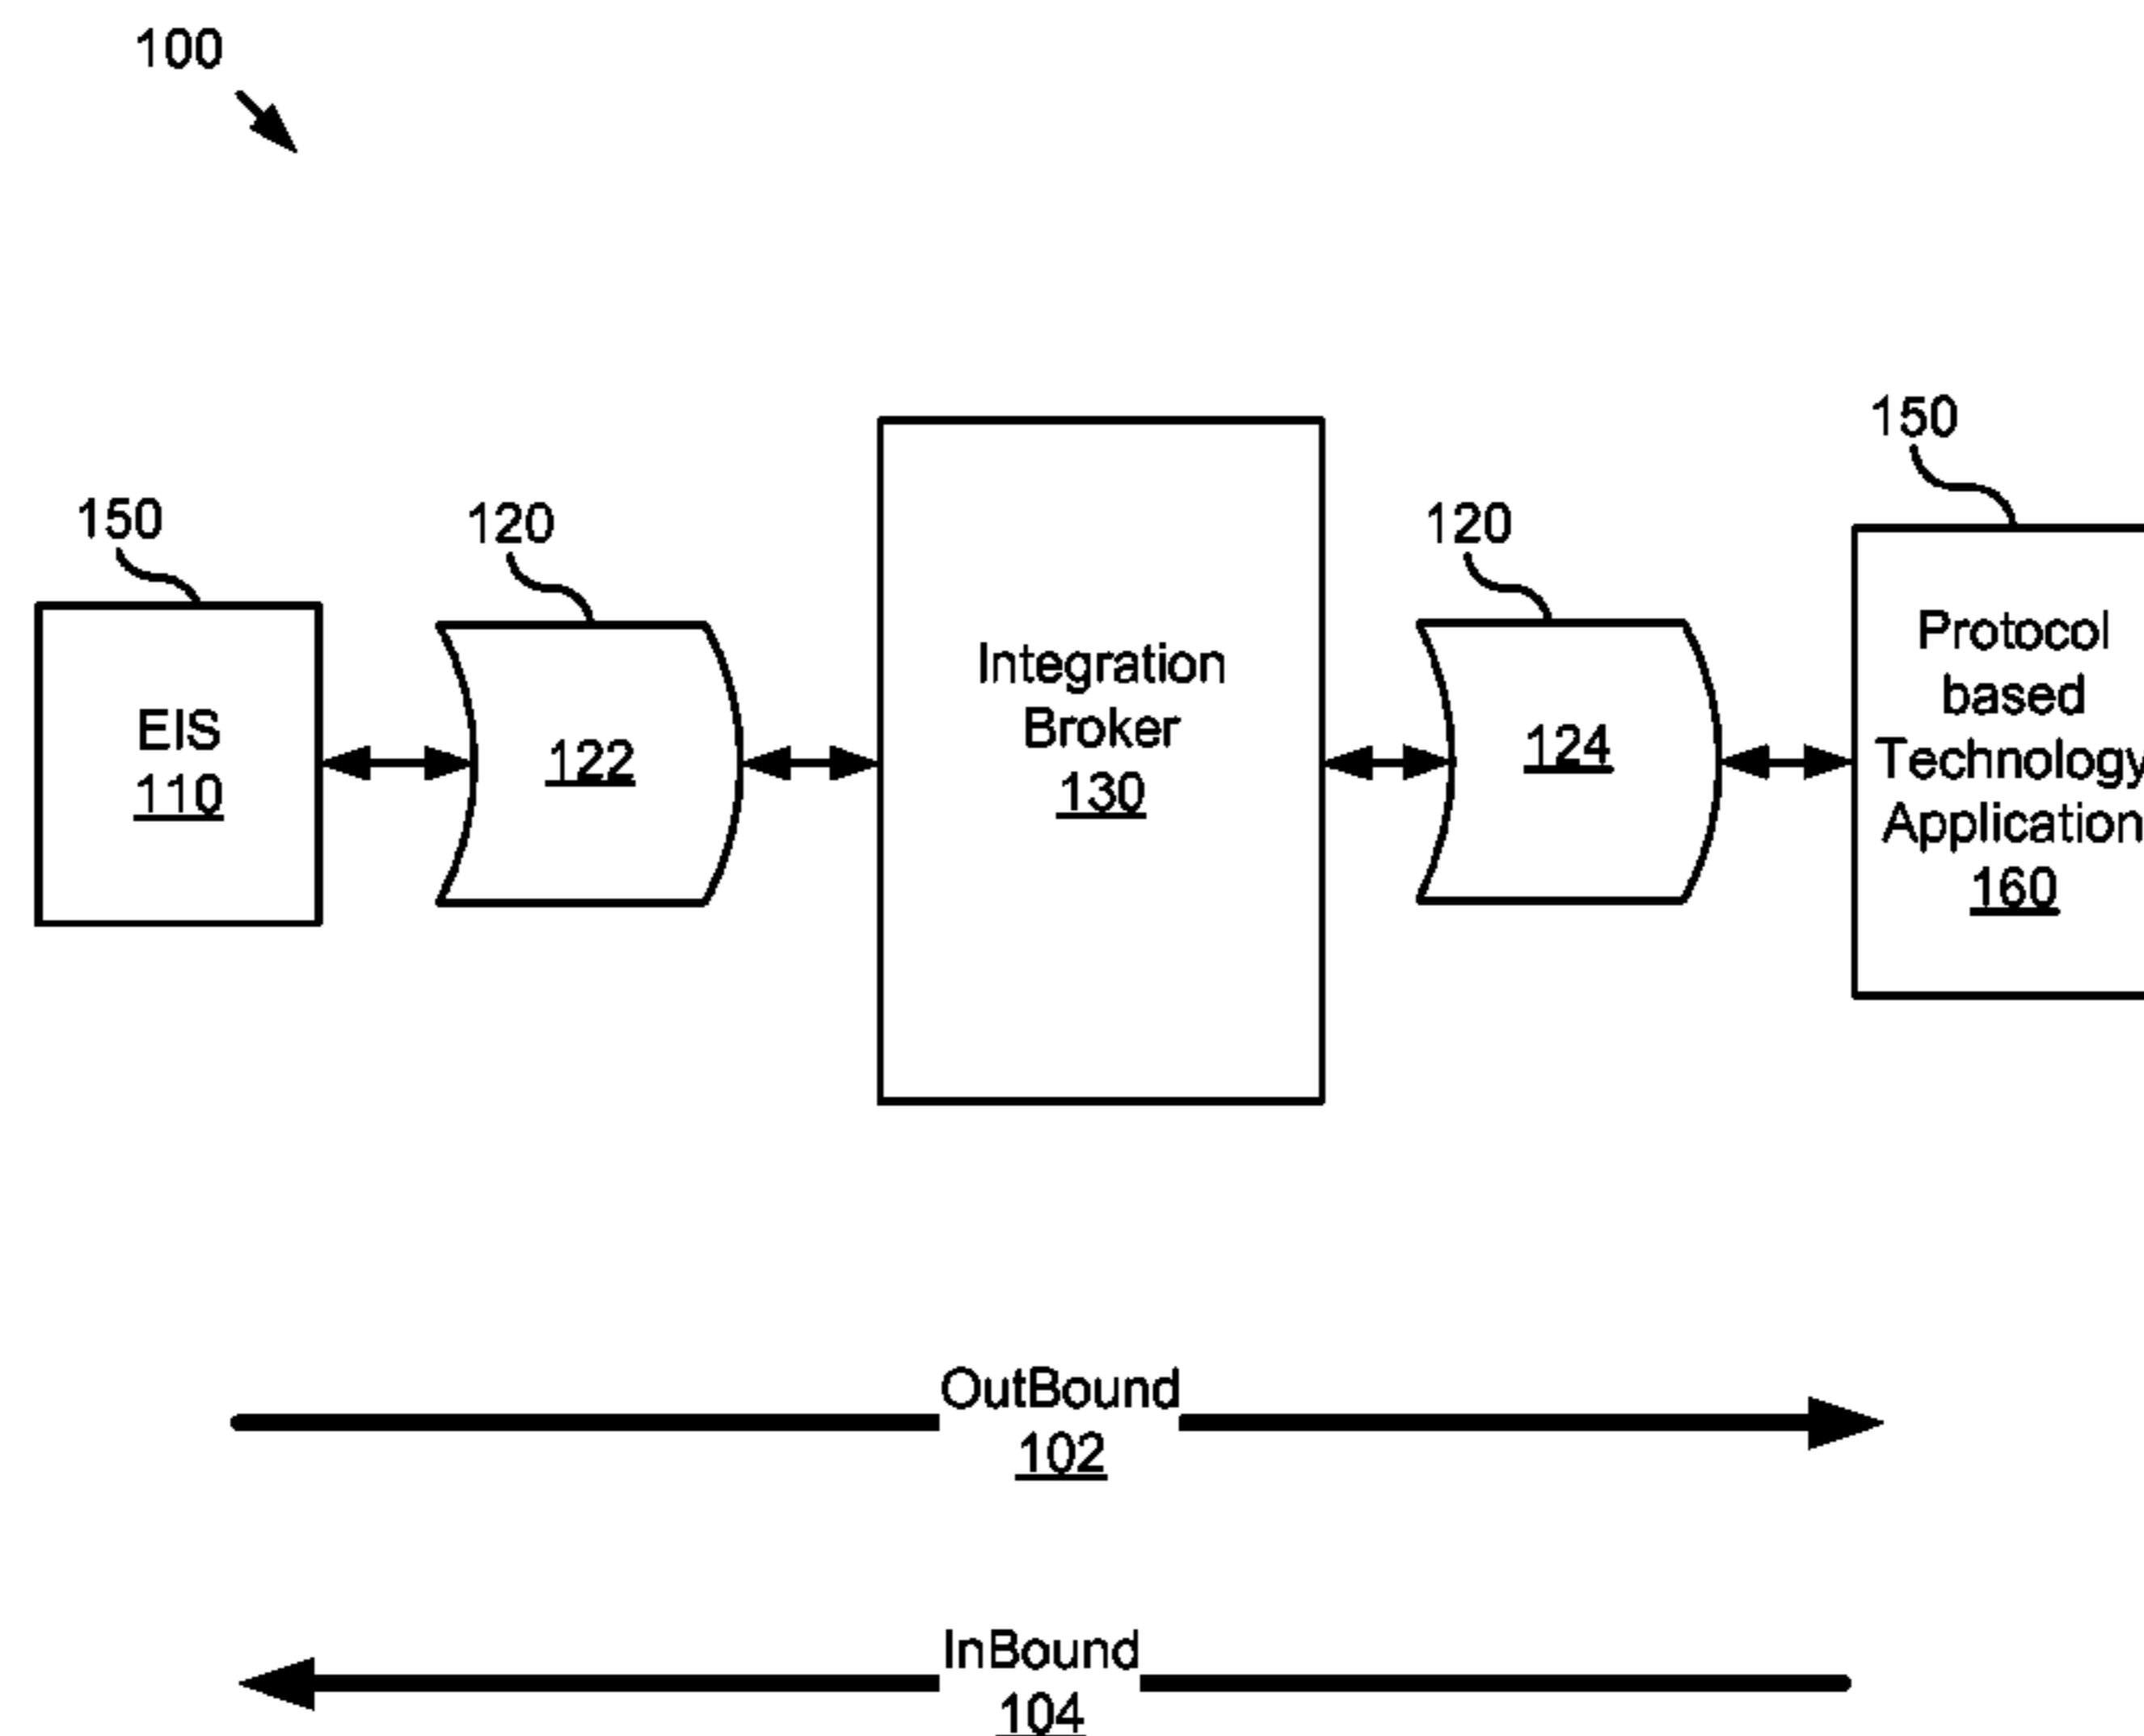 100
150
120
120
150
EIS
110
122
Integration
Broker
130
124
Protocol
based
Technology
Application
160
OutBound
102
InBound
104